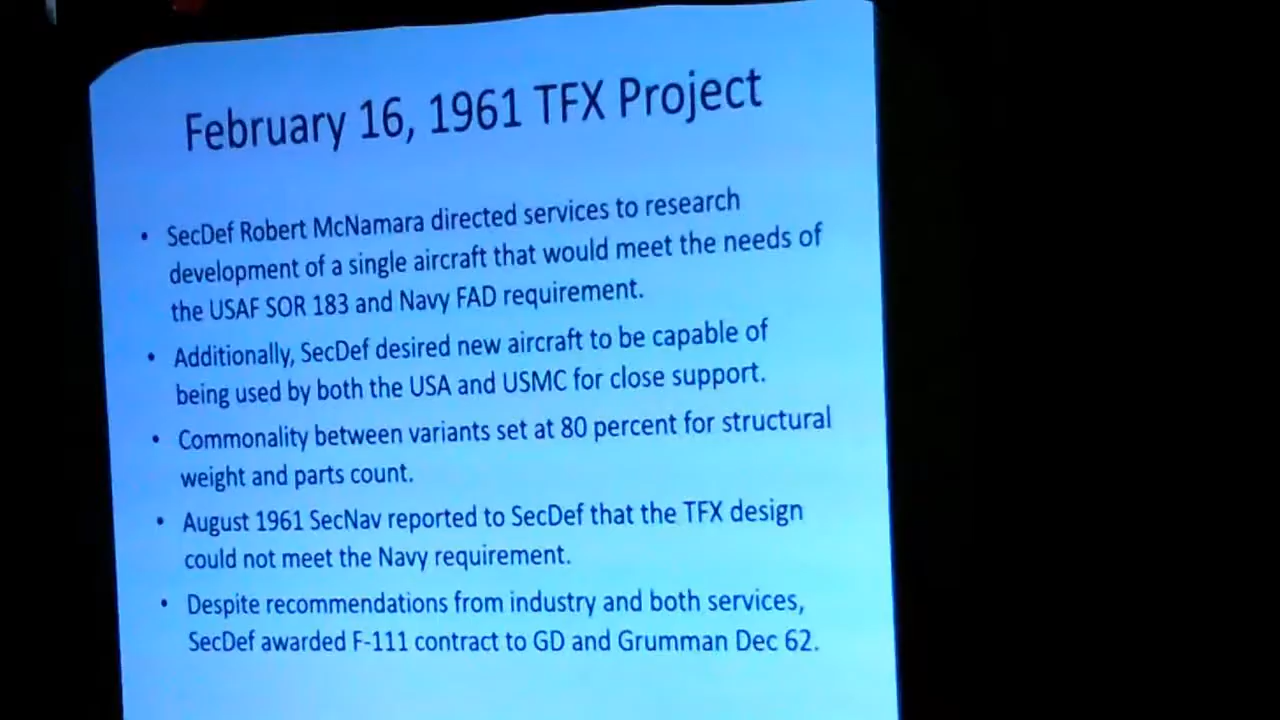 February 16, 1961 TFX Project
• SecDef Robert McNamara directed services to research
development of a single aircraft that would meet the needs of
the USAF SOR 183 and Navy FAD requirement.
• Additionally, SecDef desired new aircraft to be capable of
being used by both the USA and USMC for close support.
• Commonality between variants set at 80 percent for structural
weight and parts count.
• August 1961 SecNav reported to SecDef that the TFX design
could not meet the Navy requirement.
• Despite recommendations from industry and both services,
SecDef awarded F-111 contract to GD and Grumman Dec 62.